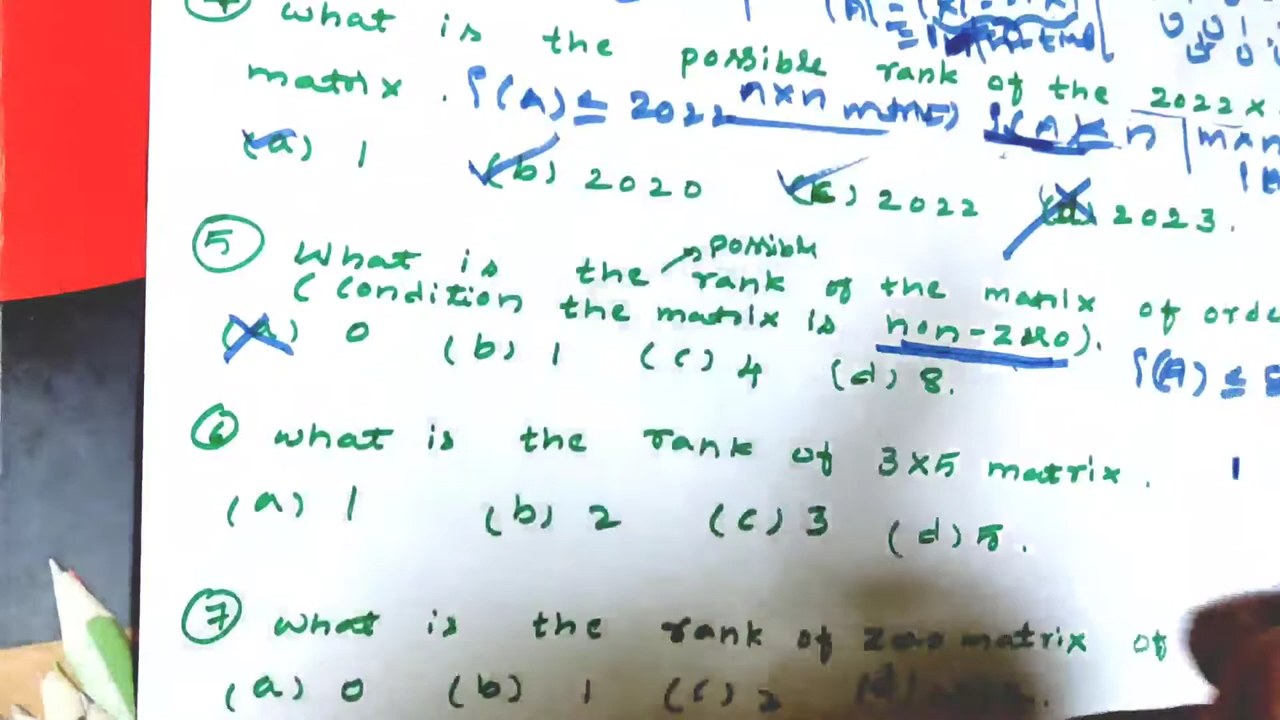 ④ what is the possible rank of the 2022 x
matrix . ρ(A) ≤ 2022 n×n ρ(A) ≤ n | m×n
(a) 1 (b) 2020 (c) 2022 (d) 2023.
⑤ What is the possible rank of the matrix of orde
(Condition the matrix is non-zero).
(a) 0 (b) 1 (c) 4 (d) 8. ρ(A) ≤ 8
⑥ what is the rank of 3×5 matrix .
(a) 1 (b) 2 (c) 3 (d) 5.
⑦ what is the rank of zero matrix of
(a) 0 (b) 1 (c) 2 (d)